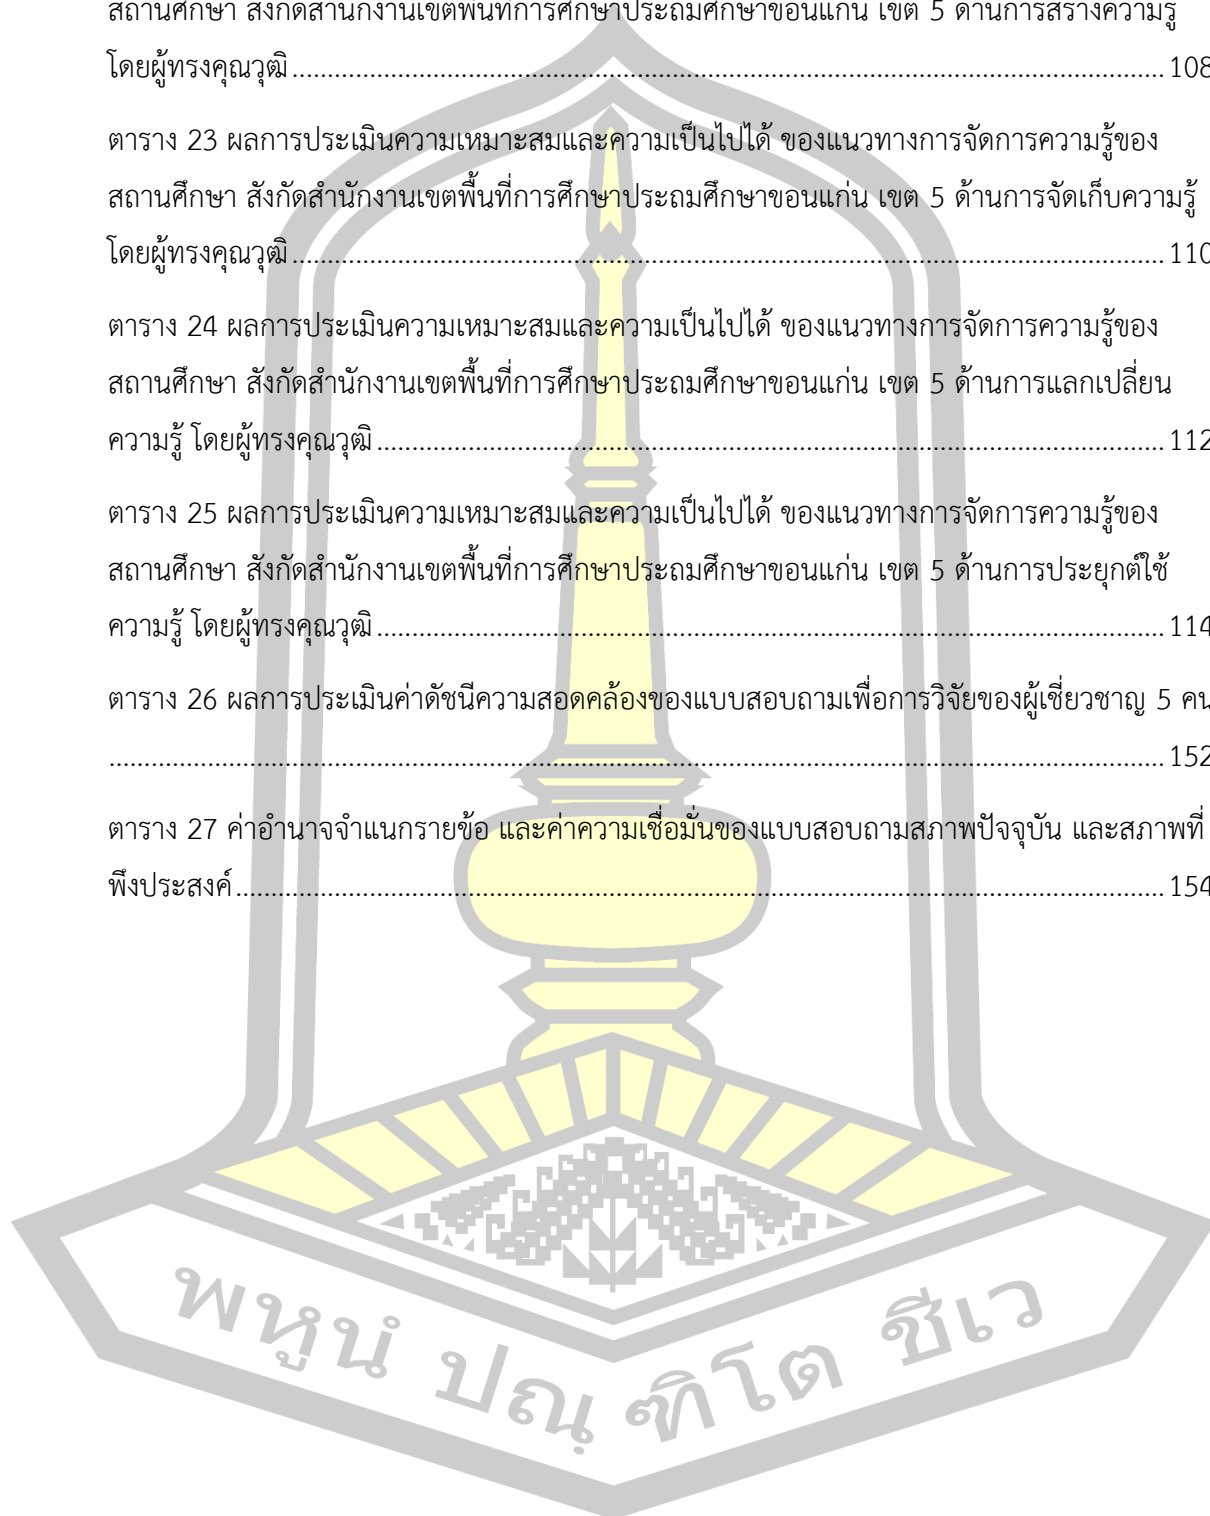 สถานศึกษา สังกัดสำนักงานเขตพื้นที่การศึกษาประถมศึกษาขอนแก่น เขต 5 ด้านการสร้างความรู้
โดยผู้ทรงคุณวุฒิ 108
ตาราง 23 ผลการประเมินความเหมาะสมและความเป็นไปได้ ของแนวทางการจัดการความรู้ของ
สถานศึกษา สังกัดสำนักงานเขตพื้นที่การศึกษาประถมศึกษาขอนแก่น เขต 5 ด้านการจัดเก็บความรู้
โดยผู้ทรงคุณวุฒิ 110
ตาราง 24 ผลการประเมินความเหมาะสมและความเป็นไปได้ ของแนวทางการจัดการความรู้ของ
สถานศึกษา สังกัดสำนักงานเขตพื้นที่การศึกษาประถมศึกษาขอนแก่น เขต 5 ด้านการแลกเปลี่ยน
ความรู้ โดยผู้ทรงคุณวุฒิ 112
ตาราง 25 ผลการประเมินความเหมาะสมและความเป็นไปได้ ของแนวทางการจัดการความรู้ของ
สถานศึกษา สังกัดสำนักงานเขตพื้นที่การศึกษาประถมศึกษาขอนแก่น เขต 5 ด้านการประยุกต์ใช้
ความรู้ โดยผู้ทรงคุณวุฒิ 114
ตาราง 26 ผลการประเมินค่าดัชนีความสอดคล้องของแบบสอบถามเพื่อการวิจัยของผู้เชี่ยวชาญ 5 คน
152
ตาราง 27 ค่าอำนาจจำแนกรายข้อ และค่าความเชื่อมั่นของแบบสอบถามสภาพปัจจุบัน และสภาพที่
พึงประสงค์ 154
พหูนํ ปณฺฑิโต ชีเว